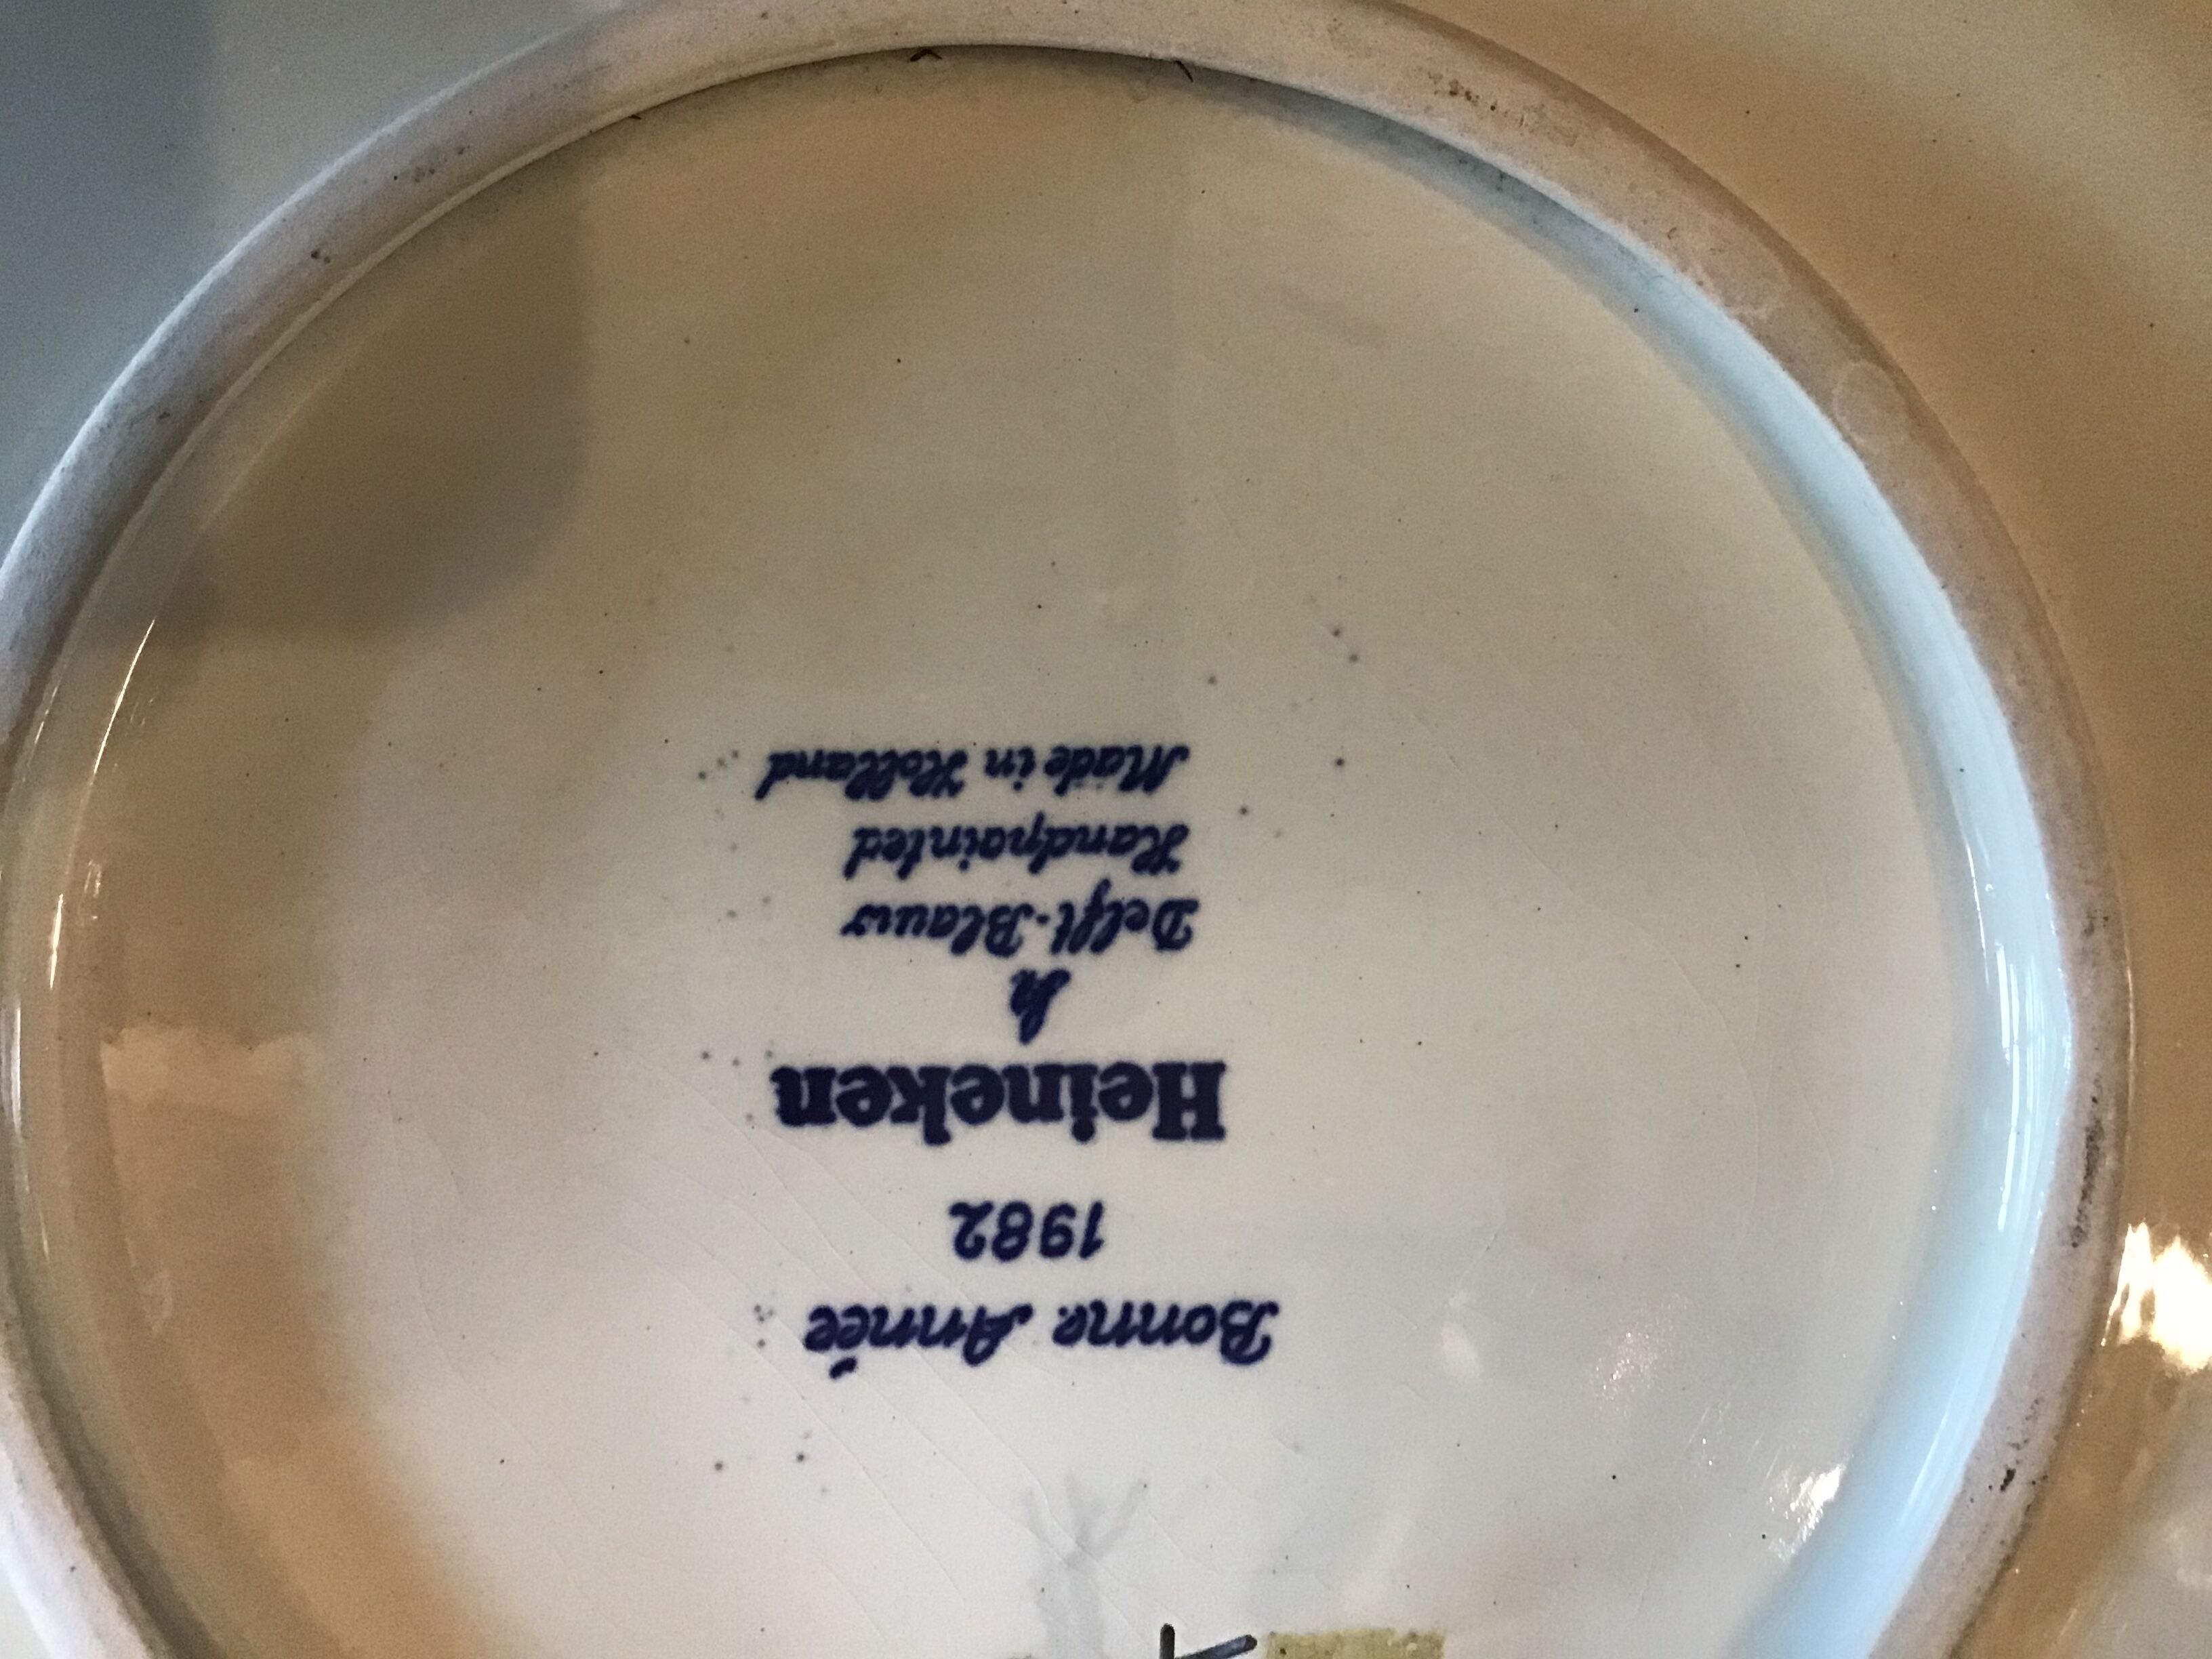 Bonne Année
1982
Heineken
h
Delft-Blauw
Handpainted
Made in Holland